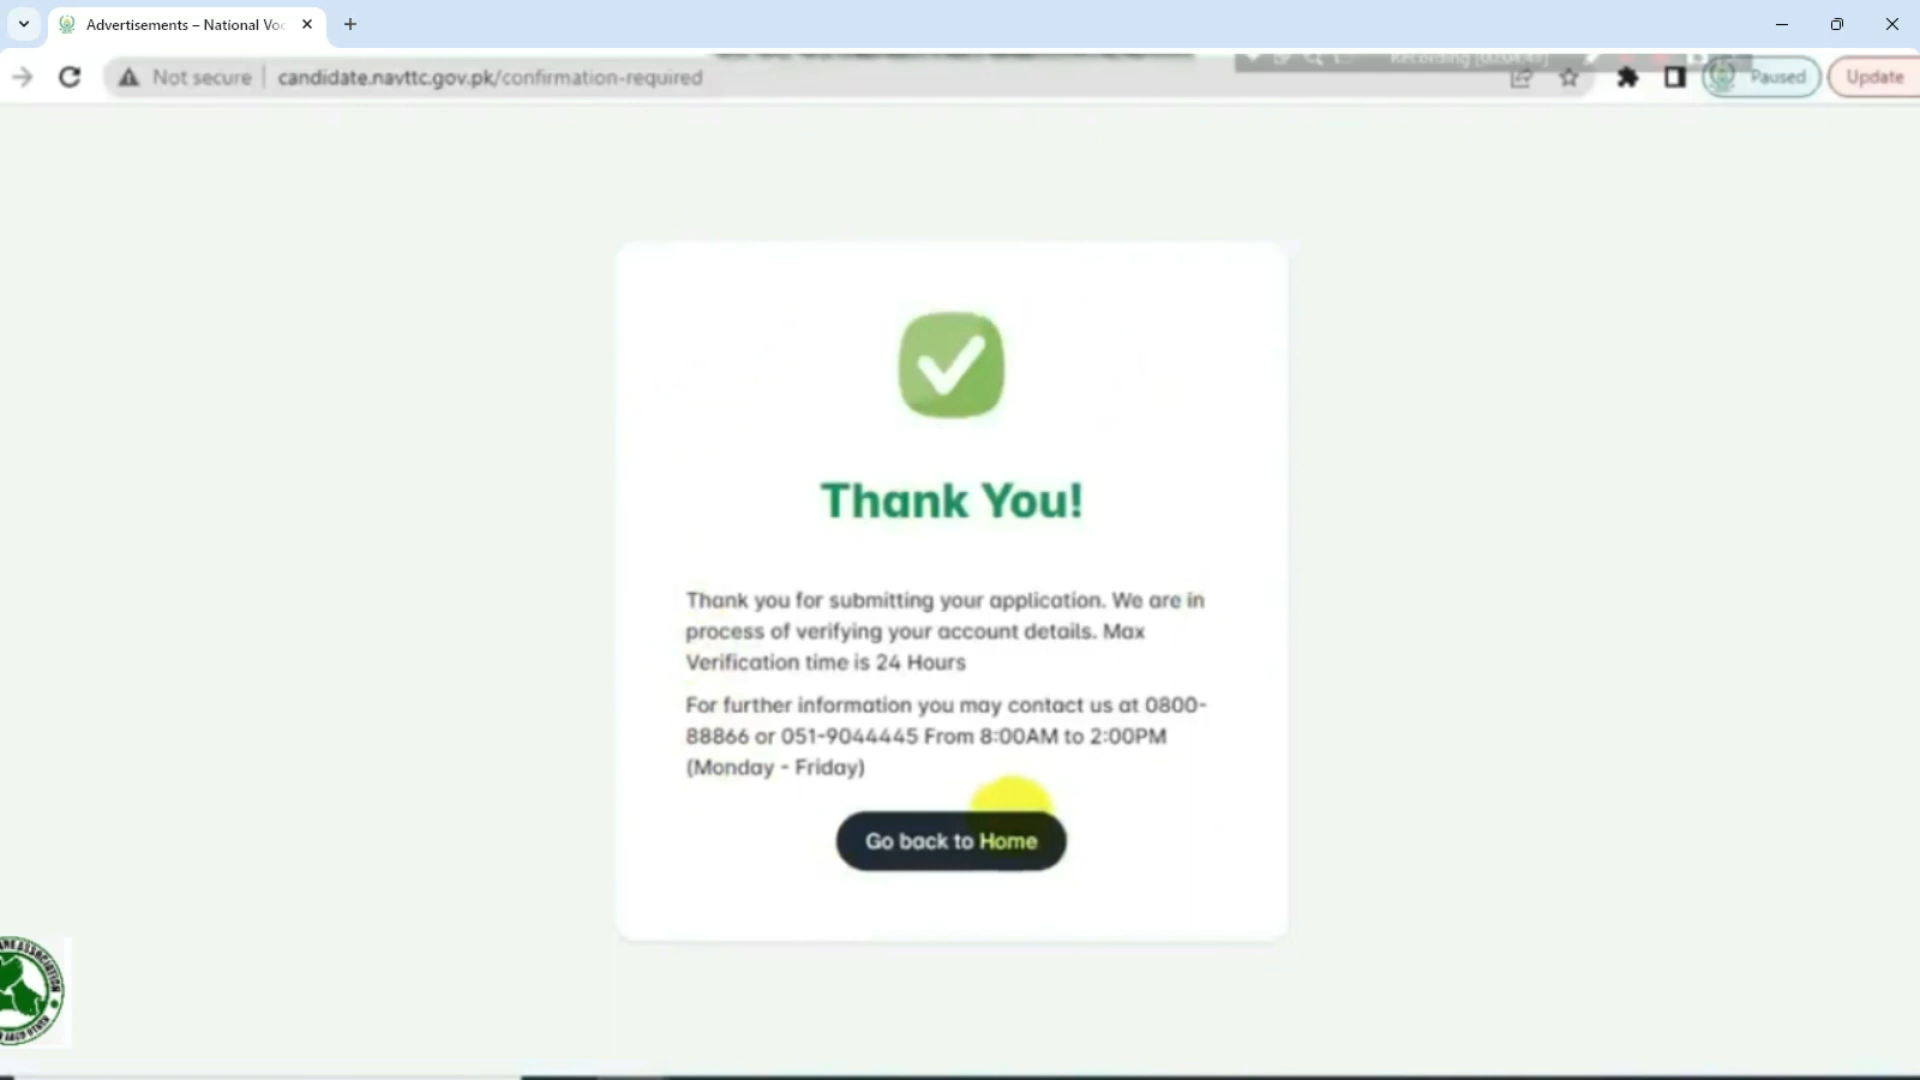 Advertisements – National Voc
Not secure
candidate.navttc.gov.pk/confirmation-required
Paused
Update
Thank You!
Thank you for submitting your application. We are in
process of verifying your account details. Max
Verification time is 24 Hours
For further information you may contact us at 0800-
88866 or 051-9044445 From 8:00AM to 2:00PM
(Monday - Friday)
Go back to Home
ASSOCIATION